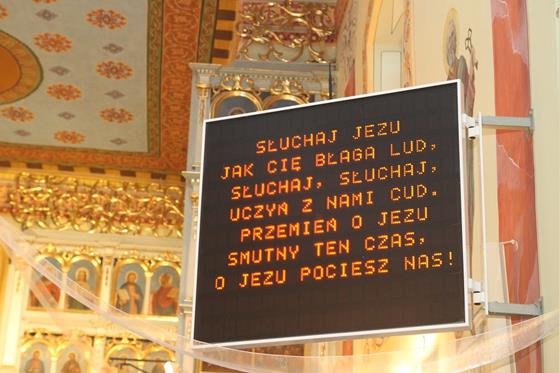 SŁUCHAJ JEZU
JAK CIĘ BŁAGA LUD,
SŁUCHAJ, SŁUCHAJ,
UCZYŃ Z NAMI CUD.
PRZEMIEŃ O JEZU
SMUTNY TEN CZAS,
O JEZU POCIESZ NAS!